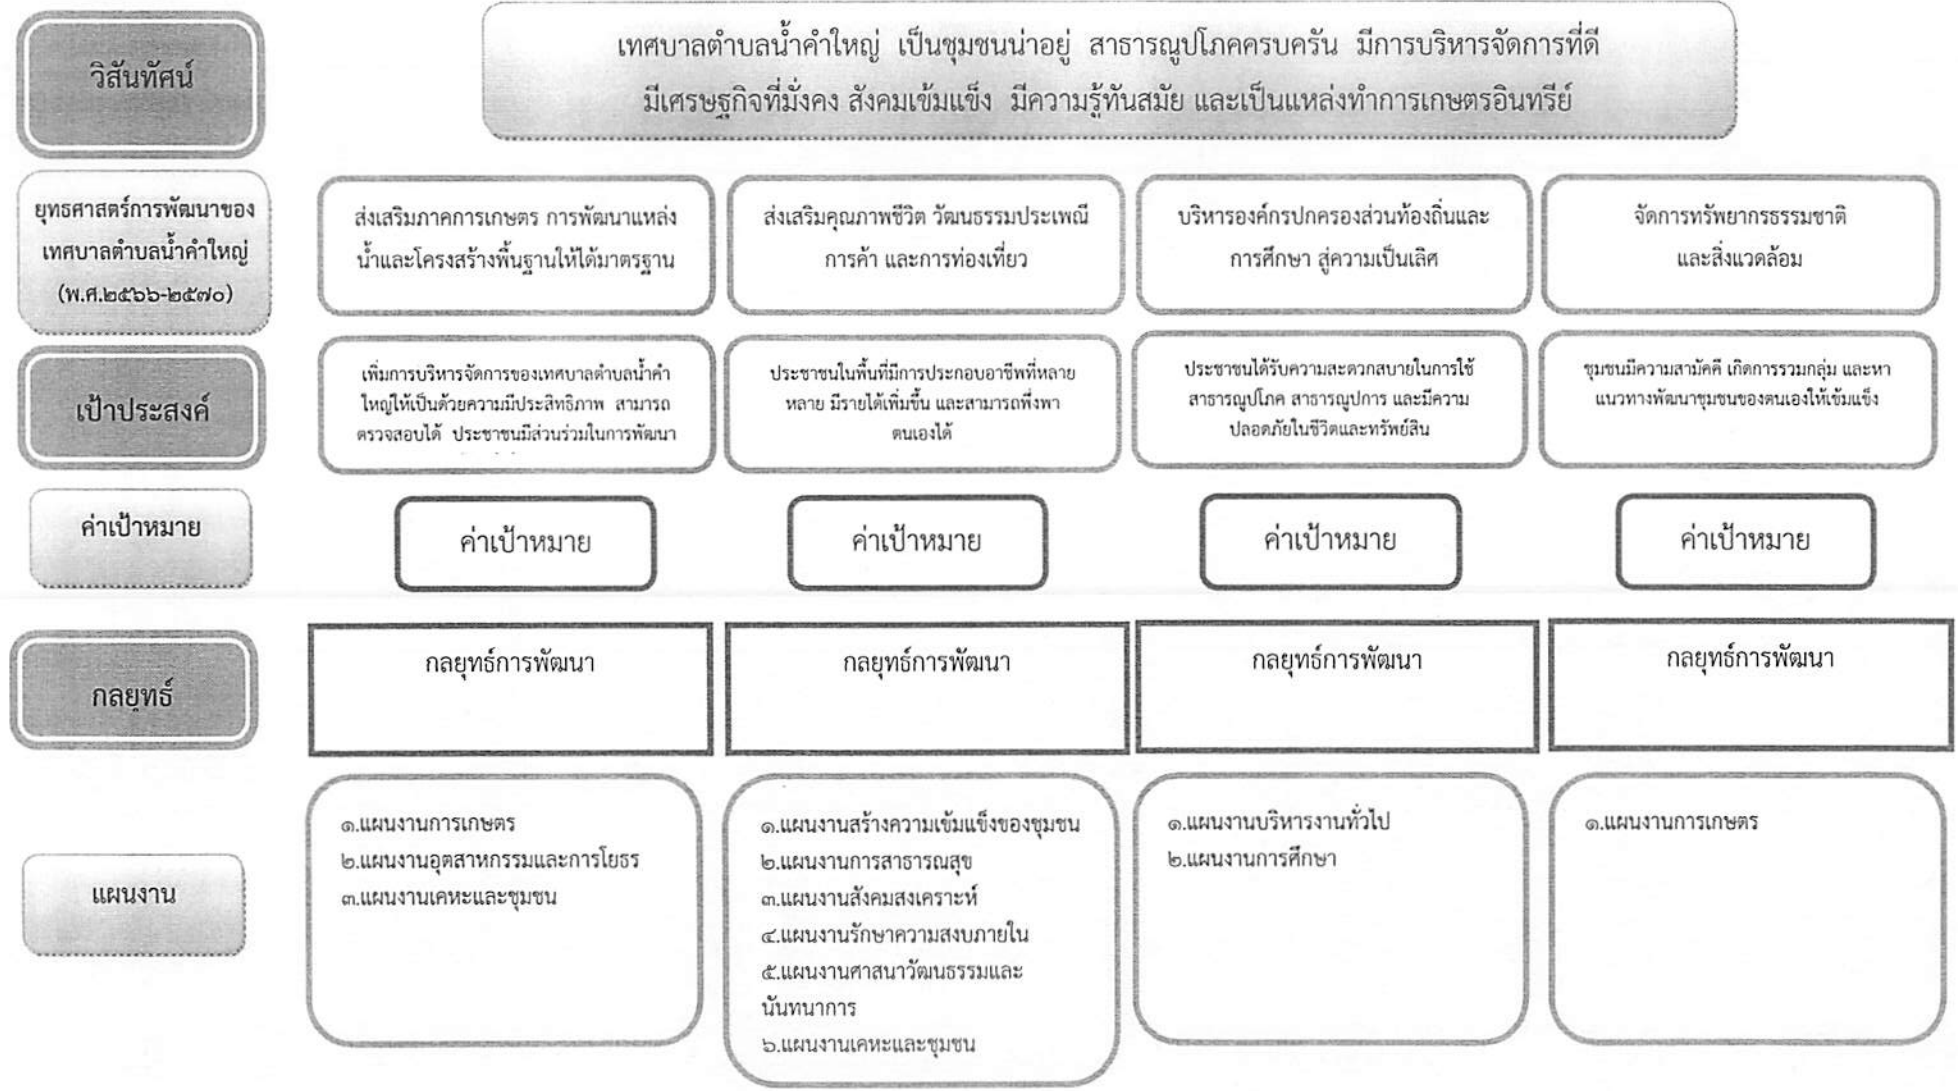 วิสันทัศน์
เทศบาลตำบลน้ำคำใหญ่ เป็นชุมชนน่าอยู่ สาธารณูปโภคครบครัน มีการบริหารจัดการที่ดี
มีเศรษฐกิจที่มั่งคง สังคมเข้มแข็ง มีความรู้ทันสมัย และเป็นแหล่งทำการเกษตรอินทรีย์
ยุทธศาสตร์การพัฒนาของ
เทศบาลตำบลน้ำคำใหญ่
(พ.ศ.๒๕๖๖-๒๕๗๐)
ส่งเสริมภาคการเกษตร การพัฒนาแหล่ง
น้ำและโครงสร้างพื้นฐานให้ได้มาตรฐาน
ส่งเสริมคุณภาพชีวิต วัฒนธรรมประเพณี
การค้า และการท่องเที่ยว
บริหารองค์กรปกครองส่วนท้องถิ่นและ
การศึกษา สู่ความเป็นเลิศ
จัดการทรัพยากรธรรมชาติ
และสิ่งแวดล้อม
เป้าประสงค์
เพิ่มการบริหารจัดการของเทศบาลตำบลน้ำคำ
ใหญ่ให้เป็นด้วยความมีประสิทธิภาพ สามารถ
ตรวจสอบได้ ประชาชนมีส่วนร่วมในการพัฒนา
ประชาชนในพื้นที่มีการประกอบอาชีพที่หลาย
หลาย มีรายได้เพิ่มขึ้น และสามารถพึ่งพา
ตนเองได้
ประชาชนได้รับความสะดวกสบายในการใช้
สาธารณูปโภค สาธารณูปการ และมีความ
ปลอดภัยในชีวิตและทรัพย์สิน
ชุมชนมีความสามัคคี เกิดการรวมกลุ่ม และหา
แนวทางพัฒนาชุมชนของตนเองให้เข้มแข็ง
ค่าเป้าหมาย
ค่าเป้าหมาย
ค่าเป้าหมาย
ค่าเป้าหมาย
ค่าเป้าหมาย
กลยุทธ์
กลยุทธ์การพัฒนา
กลยุทธ์การพัฒนา
กลยุทธ์การพัฒนา
กลยุทธ์การพัฒนา
แผนงาน
๑.แผนงานการเกษตร
๒.แผนงานอุตสาหกรรมและการโยธร
๓.แผนงานเคหะและชุมชน
๑.แผนงานสร้างความเข้มแข็งของชุมชน
๒.แผนงานการสาธารณสุข
๓.แผนงานสังคมสงเคราะห์
๔.แผนงานรักษาความสงบภายใน
๕.แผนงานศาสนาวัฒนธรรมและ
นันทนาการ
๖.แผนงานเคหะและชุมชน
๑.แผนงานบริหารงานทั่วไป
๒.แผนงานการศึกษา
๑.แผนงานการเกษตร